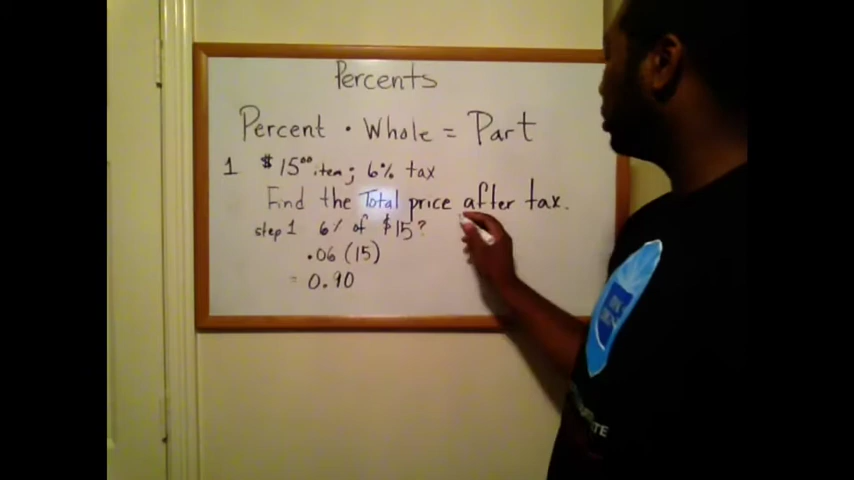 Percents
Percent · Whole = Part
1 $15⁰⁰ item; 6% tax
Find the Total price after tax.
step 1 6% of $15?
.06 (15)
= 0.90